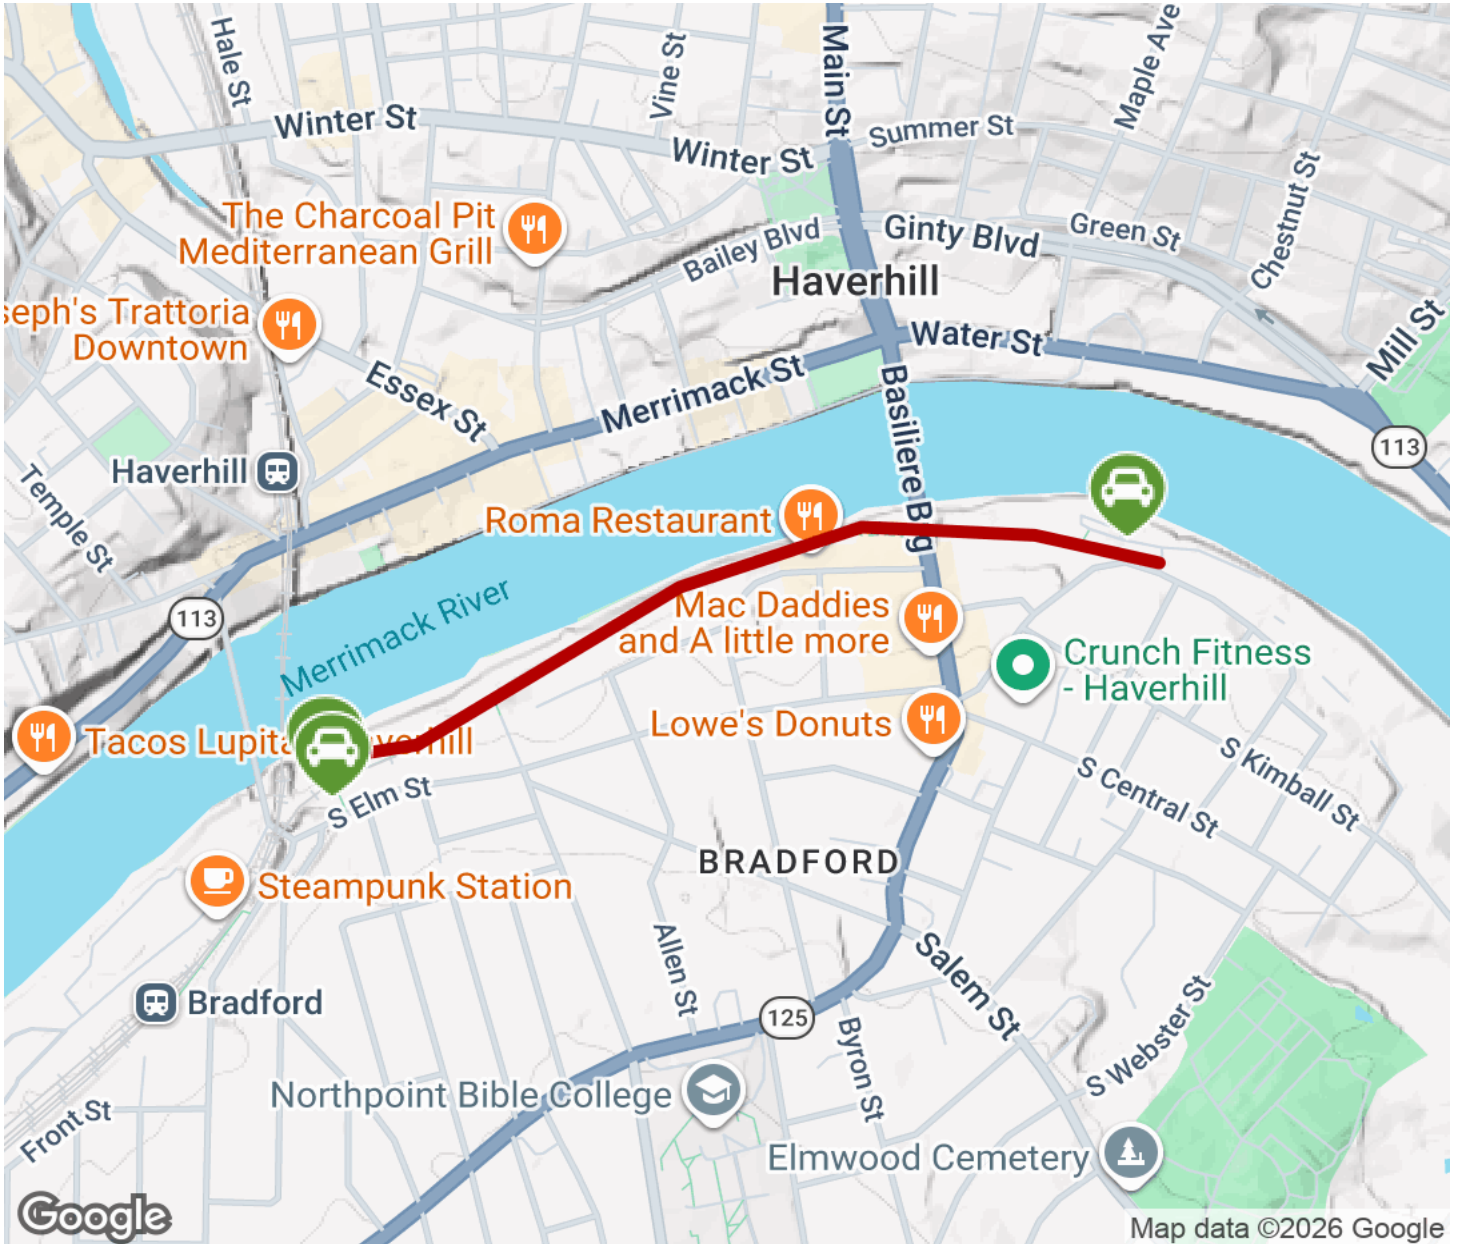 Hale St
Vine St
Main St
Maple Ave
Winter St
Summer St
Winter St
Chestnut St
The Charcoal Pit
Mediterranean Grill
Bailey Blvd
Ginty Blvd
Green St
Haverhill
seph's Trattoria
Downtown
Water St
Mill St
Essex St
Merrimack St
Basiliere Brg
113
Haverhill
Temple St
Roma Restaurant
Merrimack River
113
Mac Daddies
and A little more
Crunch Fitness
- Haverhill
Lowe's Donuts
Tacos Lupita
S Elm St
S Central St
S Kimball St
BRADFORD
Steampunk Station
Allen St
Salem St
Bradford
125
S Webster St
Byron St
Northpoint Bible College
Front St
Elmwood Cemetery
Google
Map data ©2026 Google